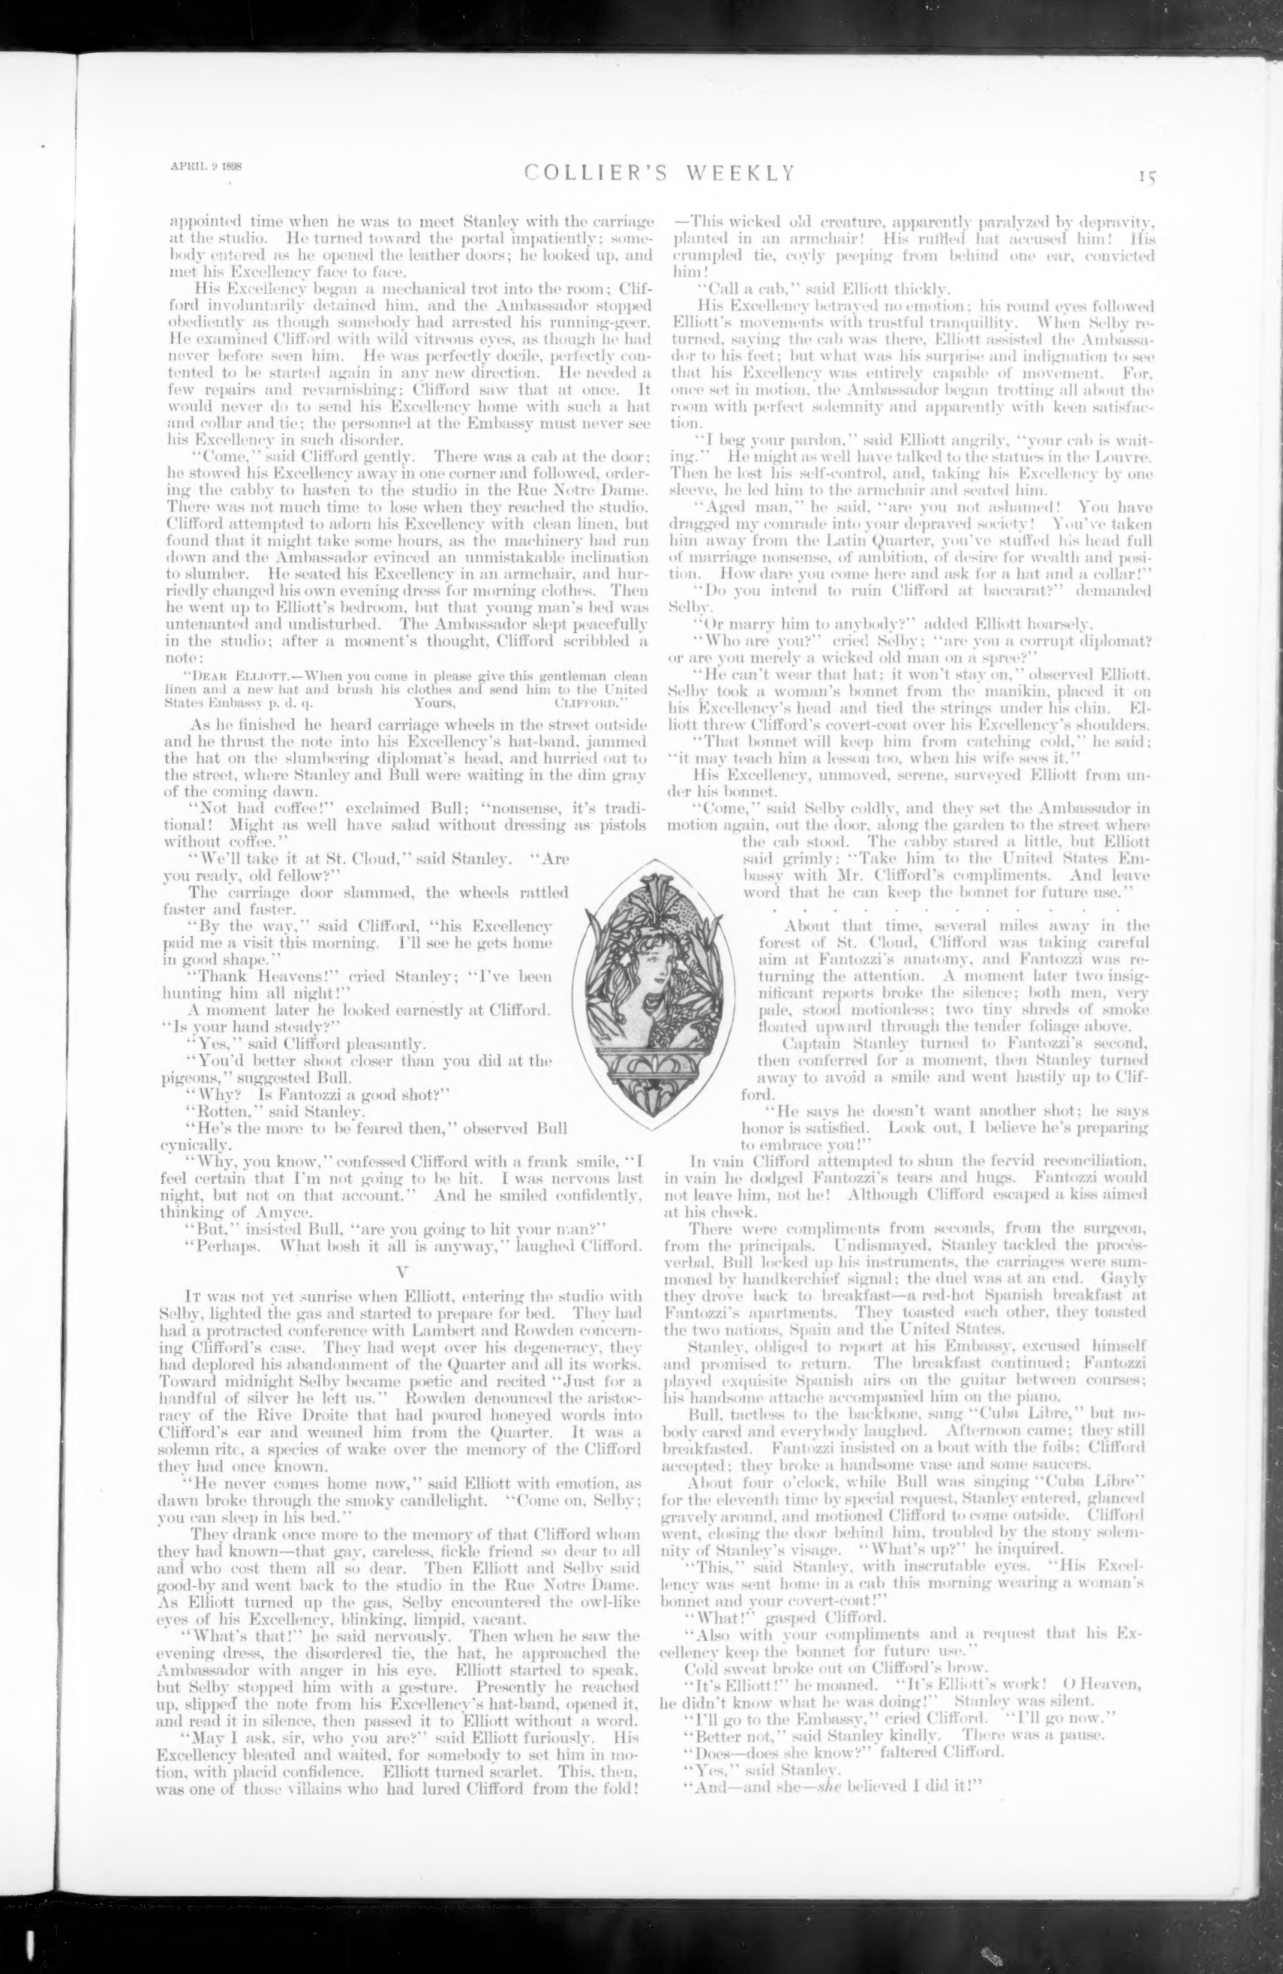 APRIL 9 1898
COLLIER'S WEEKLY
15
appointed time when he was to meet Stanley with the carriage
at the studio. He turned toward the portal impatiently; some-
body entered as he opened the leather doors; he looked up, and
met his Excellency face to face.
His Excellency began a mechanical trot into the room; Clif-
ford involuntarily detained him, and the Ambassador stopped
obediently as though somebody had arrested his running-geer.
He examined Clifford with wild vitreous eyes, as though he had
never before seen him. He was perfectly docile, perfectly con-
tented to be started again in any new direction. He needed a
few repairs and revarnishing; Clifford saw that at once. It
would never do to send his Excellency home with such a hat
and collar and tie; the personnel at the Embassy must never see
his Excellency in such disorder.
"Come," said Clifford gently. There was a cab at the door;
he stowed his Excellency away in one corner and followed, order-
ing the cabby to hasten to the studio in the Rue Notre Dame.
There was not much time to lose when they reached the studio.
Clifford attempted to adorn his Excellency with clean linen, but
found that it might take some hours, as the machinery had run
down and the Ambassador evinced an unmistakable inclination
to slumber. He seated his Excellency in an armchair, and hur-
riedly changed his own evening dress for morning clothes. Then
he went up to Elliott's bedroom, but that young man's bed was
untenanted and undisturbed. The Ambassador slept peacefully
in the studio; after a moment's thought, Clifford scribbled a
note:
"DEAR ELLIOTT.—When you come in please give this gentleman clean
linen and a new hat and brush his clothes and send him to the United
States Embassy p. d. q. Yours, CLIFFORD."
As he finished he heard carriage wheels in the street outside
and he thrust the note into his Excellency's hat-band, jammed
the hat on the slumbering diplomat's head, and hurried out to
the street, where Stanley and Bull were waiting in the dim gray
of the coming dawn.
"Not had coffee!" exclaimed Bull; "nonsense, it's tradi-
tional! Might as well have salad without dressing as pistols
without coffee."
"We'll take it at St. Cloud," said Stanley. "Are
you ready, old fellow?"
The carriage door slammed, the wheels rattled
faster and faster.
"By the way," said Clifford, "his Excellency
paid me a visit this morning. I'll see he gets home
in good shape."
"Thank Heavens!" cried Stanley; "I've been
hunting him all night!"
A moment later he looked earnestly at Clifford.
"Is your hand steady?"
"Yes," said Clifford pleasantly.
"You'd better shoot closer than you did at the
pigeons," suggested Bull.
"Why? Is Fantozzi a good shot?"
"Rotten," said Stanley.
"He's the more to be feared then," observed Bull
cynically.
"Why, you know," confessed Clifford with a frank smile, "I
feel certain that I'm not going to be hit. I was nervous last
night, but not on that account." And he smiled confidently,
thinking of Amyce.
"But," insisted Bull, "are you going to hit your man?"
"Perhaps. What bosh it all is anyway," laughed Clifford.
V
IT was not yet sunrise when Elliott, entering the studio with
Selby, lighted the gas and started to prepare for bed. They had
had a protracted conference with Lambert and Rowden concern-
ing Clifford's case. They had wept over his degeneracy, they
had deplored his abandonment of the Quarter and all its works.
Toward midnight Selby became poetic and recited "Just for a
handful of silver he left us." Rowden denounced the aristoc-
racy of the Rive Droite that had poured honeyed words into
Clifford's ear and weaned him from the Quarter. It was a
solemn rite, a species of wake over the memory of the Clifford
they had once known.
"He never comes home now," said Elliott with emotion, as
dawn broke through the smoky candlelight. "Come on, Selby;
you can sleep in his bed."
They drank once more to the memory of that Clifford whom
they had known—that gay, careless, fickle friend so dear to all
and who cost them all so dear. Then Elliott and Selby said
good-by and went back to the studio in the Rue Notre Dame.
As Elliott turned up the gas, Selby encountered the owl-like
eyes of his Excellency, blinking, limpid, vacant.
"What's that!" he said nervously. Then when he saw the
evening dress, the disordered tie, the hat, he approached the
Ambassador with anger in his eye. Elliott started to speak,
but Selby stopped him with a gesture. Presently he reached
up, slipped the note from his Excellency's hat-band, opened it,
and read it in silence, then passed it to Elliott without a word.
"May I ask, sir, who you are?" said Elliott furiously. His
Excellency bleated and waited, for somebody to set him in mo-
tion, with placid confidence. Elliott turned scarlet. This, then,
was one of those villains who had lured Clifford from the fold!
—This wicked old creature, apparently paralyzed by depravity,
planted in an armchair! His ruffled hat accused him! His
crumpled tie, coyly peeping from behind one ear, convicted
him!
"Call a cab," said Elliott thickly.
His Excellency betrayed no emotion; his round eyes followed
Elliott's movements with trustful tranquillity. When Selby re-
turned, saying the cab was there, Elliott assisted the Ambassa-
dor to his feet; but what was his surprise and indignation to see
that his Excellency was entirely capable of movement. For,
once set in motion, the Ambassador began trotting all about the
room with perfect solemnity and apparently with keen satisfac-
tion.
"I beg your pardon," said Elliott angrily, "your cab is wait-
ing." He might as well have talked to the statues in the Louvre.
Then he lost his self-control, and, taking his Excellency by one
sleeve, he led him to the armchair and seated him.
"Aged man," he said, "are you not ashamed! You have
dragged my comrade into your depraved society! You've taken
him away from the Latin Quarter, you've stuffed his head full
of marriage nonsense, of ambition, of desire for wealth and posi-
tion. How dare you come here and ask for a hat and a collar!"
"Do you intend to ruin Clifford at baccarat?" demanded
Selby.
"Or marry him to anybody?" added Elliott hoarsely.
"Who are you?" cried Selby; "are you a corrupt diplomat?
or are you merely a wicked old man on a spree?"
"He can't wear that hat; it won't stay on," observed Elliott.
Selby took a woman's bonnet from the manikin, placed it on
his Excellency's head and tied the strings under his chin. El-
liott threw Clifford's covert-coat over his Excellency's shoulders.
"That bonnet will keep him from catching cold," he said;
"it may teach him a lesson too, when his wife sees it."
His Excellency, unmoved, serene, surveyed Elliott from un-
der his bonnet.
"Come," said Selby coldly, and they set the Ambassador in
motion again, out the door, along the garden to the street where
the cab stood. The cabby stared a little, but Elliott
said grimly: "Take him to the United States Em-
bassy with Mr. Clifford's compliments. And leave
word that he can keep the bonnet for future use."
. . . . . . . . . . . . .
About that time, several miles away in the
forest of St. Cloud, Clifford was taking careful
aim at Fantozzi's anatomy, and Fantozzi was re-
turning the attention. A moment later two insig-
nificant reports broke the silence; both men, very
pale, stood motionless; two tiny shreds of smoke
floated upward through the tender foliage above.
Captain Stanley turned to Fantozzi's second,
then conferred for a moment, then Stanley turned
away to avoid a smile and went hastily up to Clif-
ford.
"He says he doesn't want another shot; he says
honor is satisfied. Look out, I believe he's preparing
to embrace you!"
In vain Clifford attempted to shun the fervid reconciliation,
in vain he dodged Fantozzi's tears and hugs. Fantozzi would
not leave him, not he! Although Clifford escaped a kiss aimed
at his cheek.
There were compliments from seconds, from the surgeon,
from the principals. Undismayed, Stanley tackled the procès-
verbal, Bull locked up his instruments, the carriages were sum-
moned by handkerchief signal; the duel was at an end. Gayly
they drove back to breakfast—a red-hot Spanish breakfast at
Fantozzi's apartments. They toasted each other, they toasted
the two nations, Spain and the United States.
Stanley, obliged to report at his Embassy, excused himself
and promised to return. The breakfast continued; Fantozzi
played exquisite Spanish airs on the guitar between courses;
his handsome attache accompanied him on the piano.
Bull, tactless to the backbone, sang "Cuba Libre," but no-
body cared and everybody laughed. Afternoon came; they still
breakfasted. Fantozzi insisted on a bout with the foils; Clifford
accepted; they broke a handsome vase and some saucers.
About four o'clock, while Bull was singing "Cuba Libre"
for the eleventh time by special request, Stanley entered, glanced
gravely around, and motioned Clifford to come outside. Clifford
went, closing the door behind him, troubled by the stony solem-
nity of Stanley's visage. "What's up?" he inquired.
"This," said Stanley, with inscrutable eyes. "His Excel-
lency was sent home in a cab this morning wearing a woman's
bonnet and your covert-coat!"
"What!" gasped Clifford.
"Also with your compliments and a request that his Ex-
cellency keep the bonnet for future use."
Cold sweat broke out on Clifford's brow.
"It's Elliott!" he moaned. "It's Elliott's work! O Heaven,
he didn't know what he was doing!" Stanley was silent.
"I'll go to the Embassy," cried Clifford. "I'll go now."
"Better not," said Stanley kindly. There was a pause.
"Does—does she know?" faltered Clifford.
"Yes," said Stanley.
"And—and she—she believed I did it!"